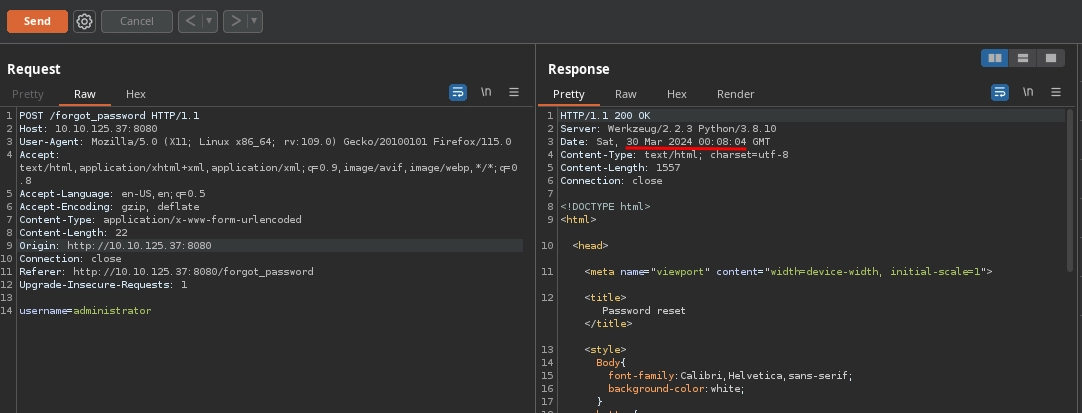 Send
Cancel
Request
Response
Pretty
Raw
Hex
\n
Pretty
Raw
Hex
Render
\n
1 POST /forgot_password HTTP/1.1
2 Host: 10.10.125.37:8080
3 User-Agent: Mozilla/5.0 (X11; Linux x86_64; rv:109.0) Gecko/20100101 Firefox/115.0
4 Accept:
text/html,application/xhtml+xml,application/xml;q=0.9,image/avif,image/webp,*/*;q=0
.8
5 Accept-Language: en-US,en;q=0.5
6 Accept-Encoding: gzip, deflate
7 Content-Type: application/x-www-form-urlencoded
8 Content-Length: 22
9 Origin: http://10.10.125.37:8080
10 Connection: close
11 Referer: http://10.10.125.37:8080/forgot_password
12 Upgrade-Insecure-Requests: 1
13
14 username=administrator
1 HTTP/1.1 200 OK
2 Server: Werkzeug/2.2.3 Python/3.8.10
3 Date: Sat, 30 Mar 2024 00:08:04 GMT
4 Content-Type: text/html; charset=utf-8
5 Content-Length: 1557
6 Connection: close
7
8 <!DOCTYPE html>
9 <html>
10 <head>
11 <meta name="viewport" content="width=device-width, initial-scale=1">
12 <title>
Password reset
</title>
13 <style>
14 Body{
15 font-family:Calibri,Helvetica,sans-serif;
16 background-color:white;
17 }